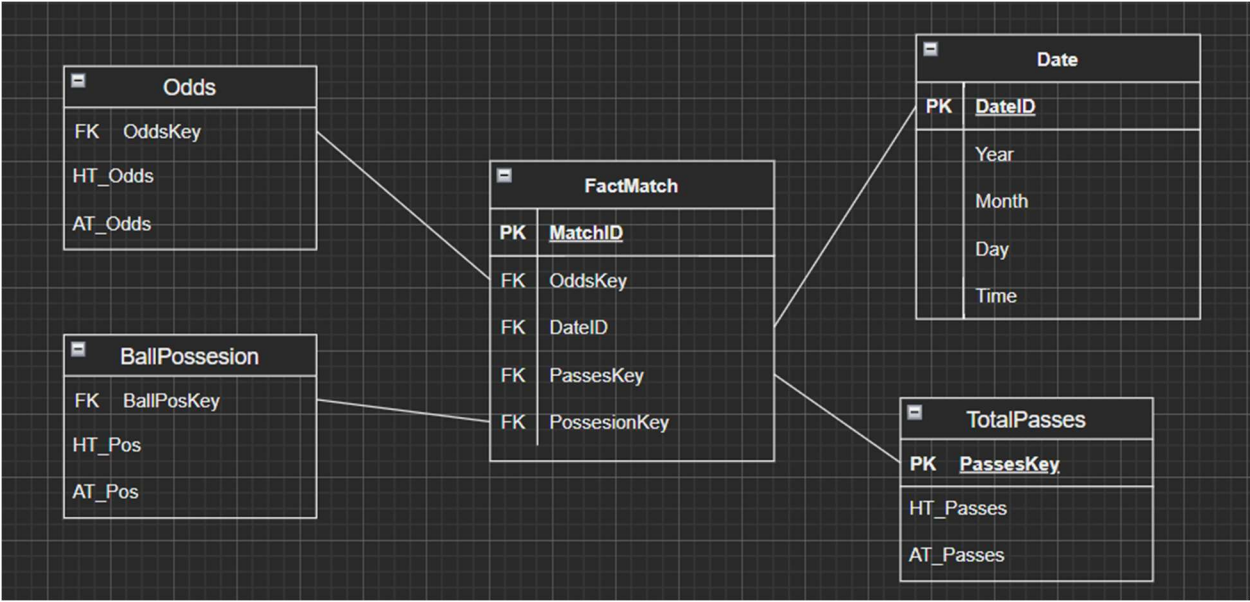 Odds
FK OddsKey
HT_Odds
AT_Odds
BallPossesion
FK BallPosKey
HT_Pos
AT_Pos
FactMatch
PK MatchID
FK OddsKey
FK DateID
FK PassesKey
FK PossesionKey
Date
PK DateID
Year
Month
Day
Time
TotalPasses
PK PassesKey
HT_Passes
AT_Passes